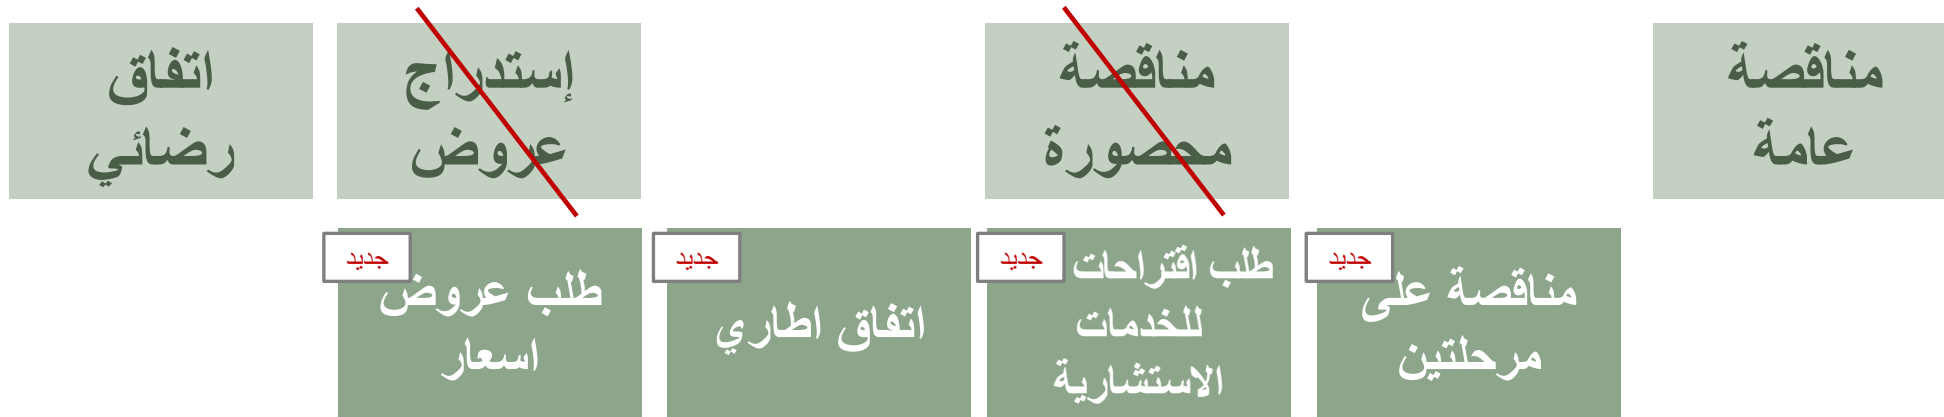 مناقصة
عامة
مناقصة
محصورة
إستدراج
عروض
اتفاق
رضائي
جديد
مناقصة على
مرحلتين
جديد
طلب اقتراحات
للخدمات
الاستشارية
جديد
اتفاق اطاري
جديد
طلب عروض
اسعار